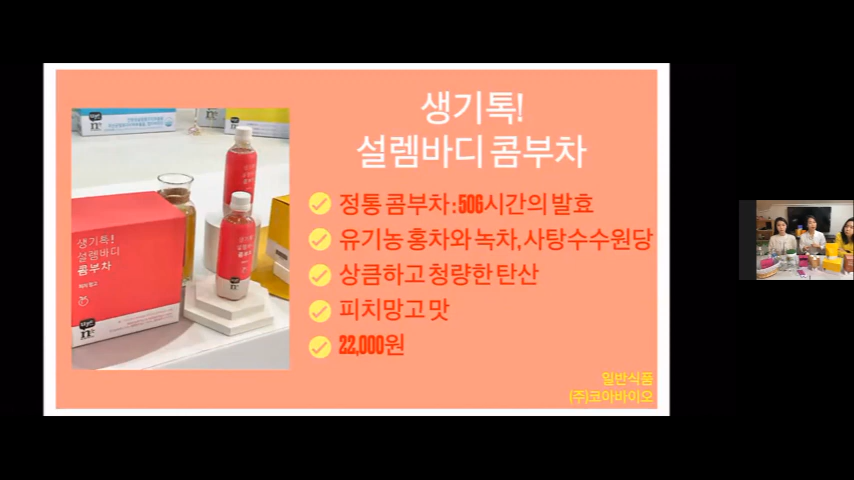 생기톡!
설렘바디 콤부차
정통 콤부차 : 506시간의 발효
유기농 홍차와 녹차, 사탕수수원당
상큼하고 청량한 탄산
피치망고 맛
22,000원
일반식품
(주)코아바이오
생기톡!
설렘바디
콤부차